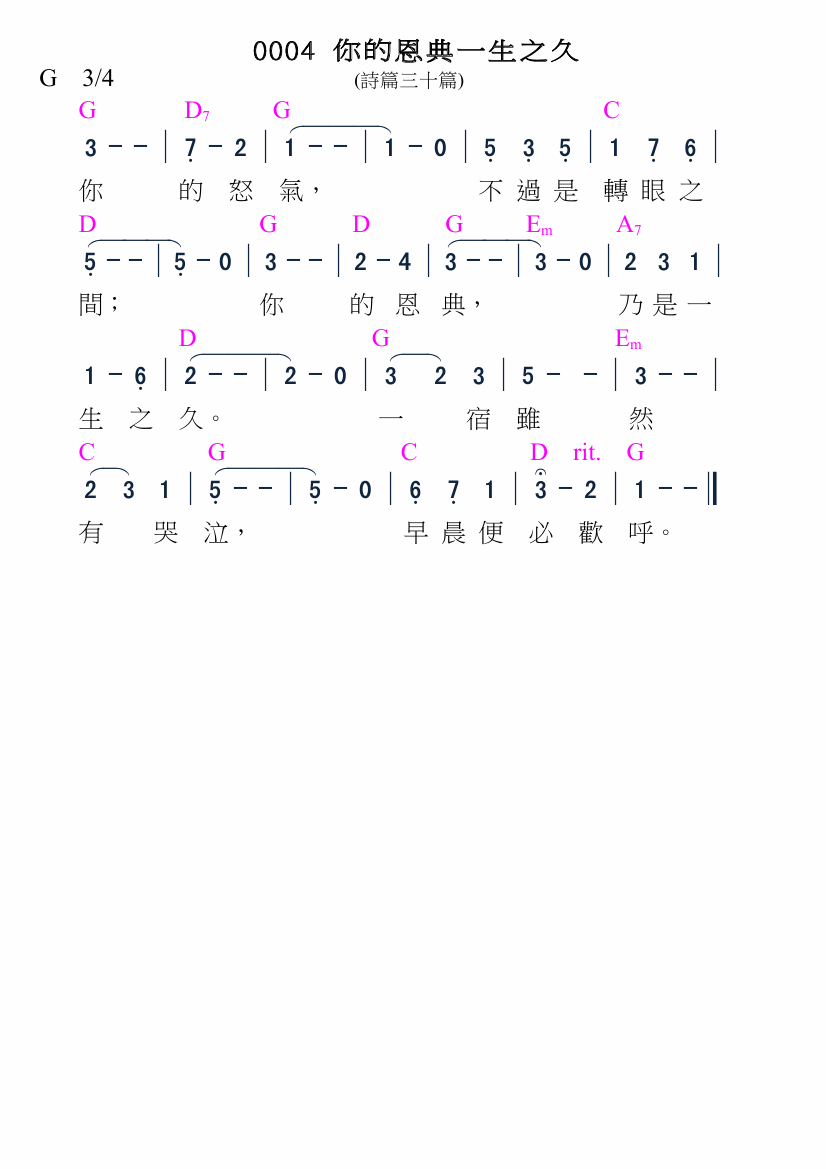 0004 你的恩典一生之久
G 3/4 (詩篇三十篇)
G D7 G C
3 - - | 7 - 2 | 1 - - | 1 - 0 | 5 3 5 | 1 7 6 |
你 的 怒 氣， 不 過 是 轉 眼 之
D G D G Em A7
5 - - | 5 - 0 | 3 - - | 2 - 4 | 3 - - | 3 - 0 | 2 3 1 |
間； 你 的 恩 典， 乃 是 一
D G Em
1 - 6 | 2 - - | 2 - 0 | 3 2 3 | 5 - - | 3 - - |
生 之 久。 一 宿 雖 然
C G C D rit. G
2 3 1 | 5 - - | 5 - 0 | 6 7 1 | 3 - 2 | 1 - - ||
有 哭 泣， 早 晨 便 必 歡 呼。